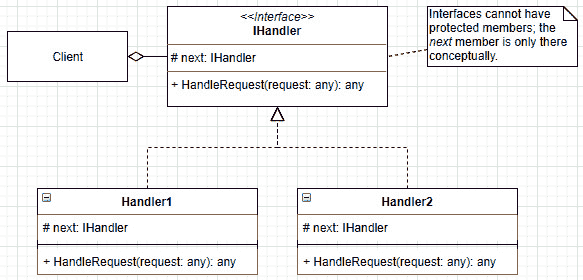 <<Interface>>
IHandler
# next: IHandler
+ HandleRequest(request: any): any
Client
Interfaces cannot have
protected members; the
next member is only there
conceptually.
Handler1
# next: IHandler
+ HandleRequest(request: any): any
Handler2
# next: IHandler
+ HandleRequest(request: any): any